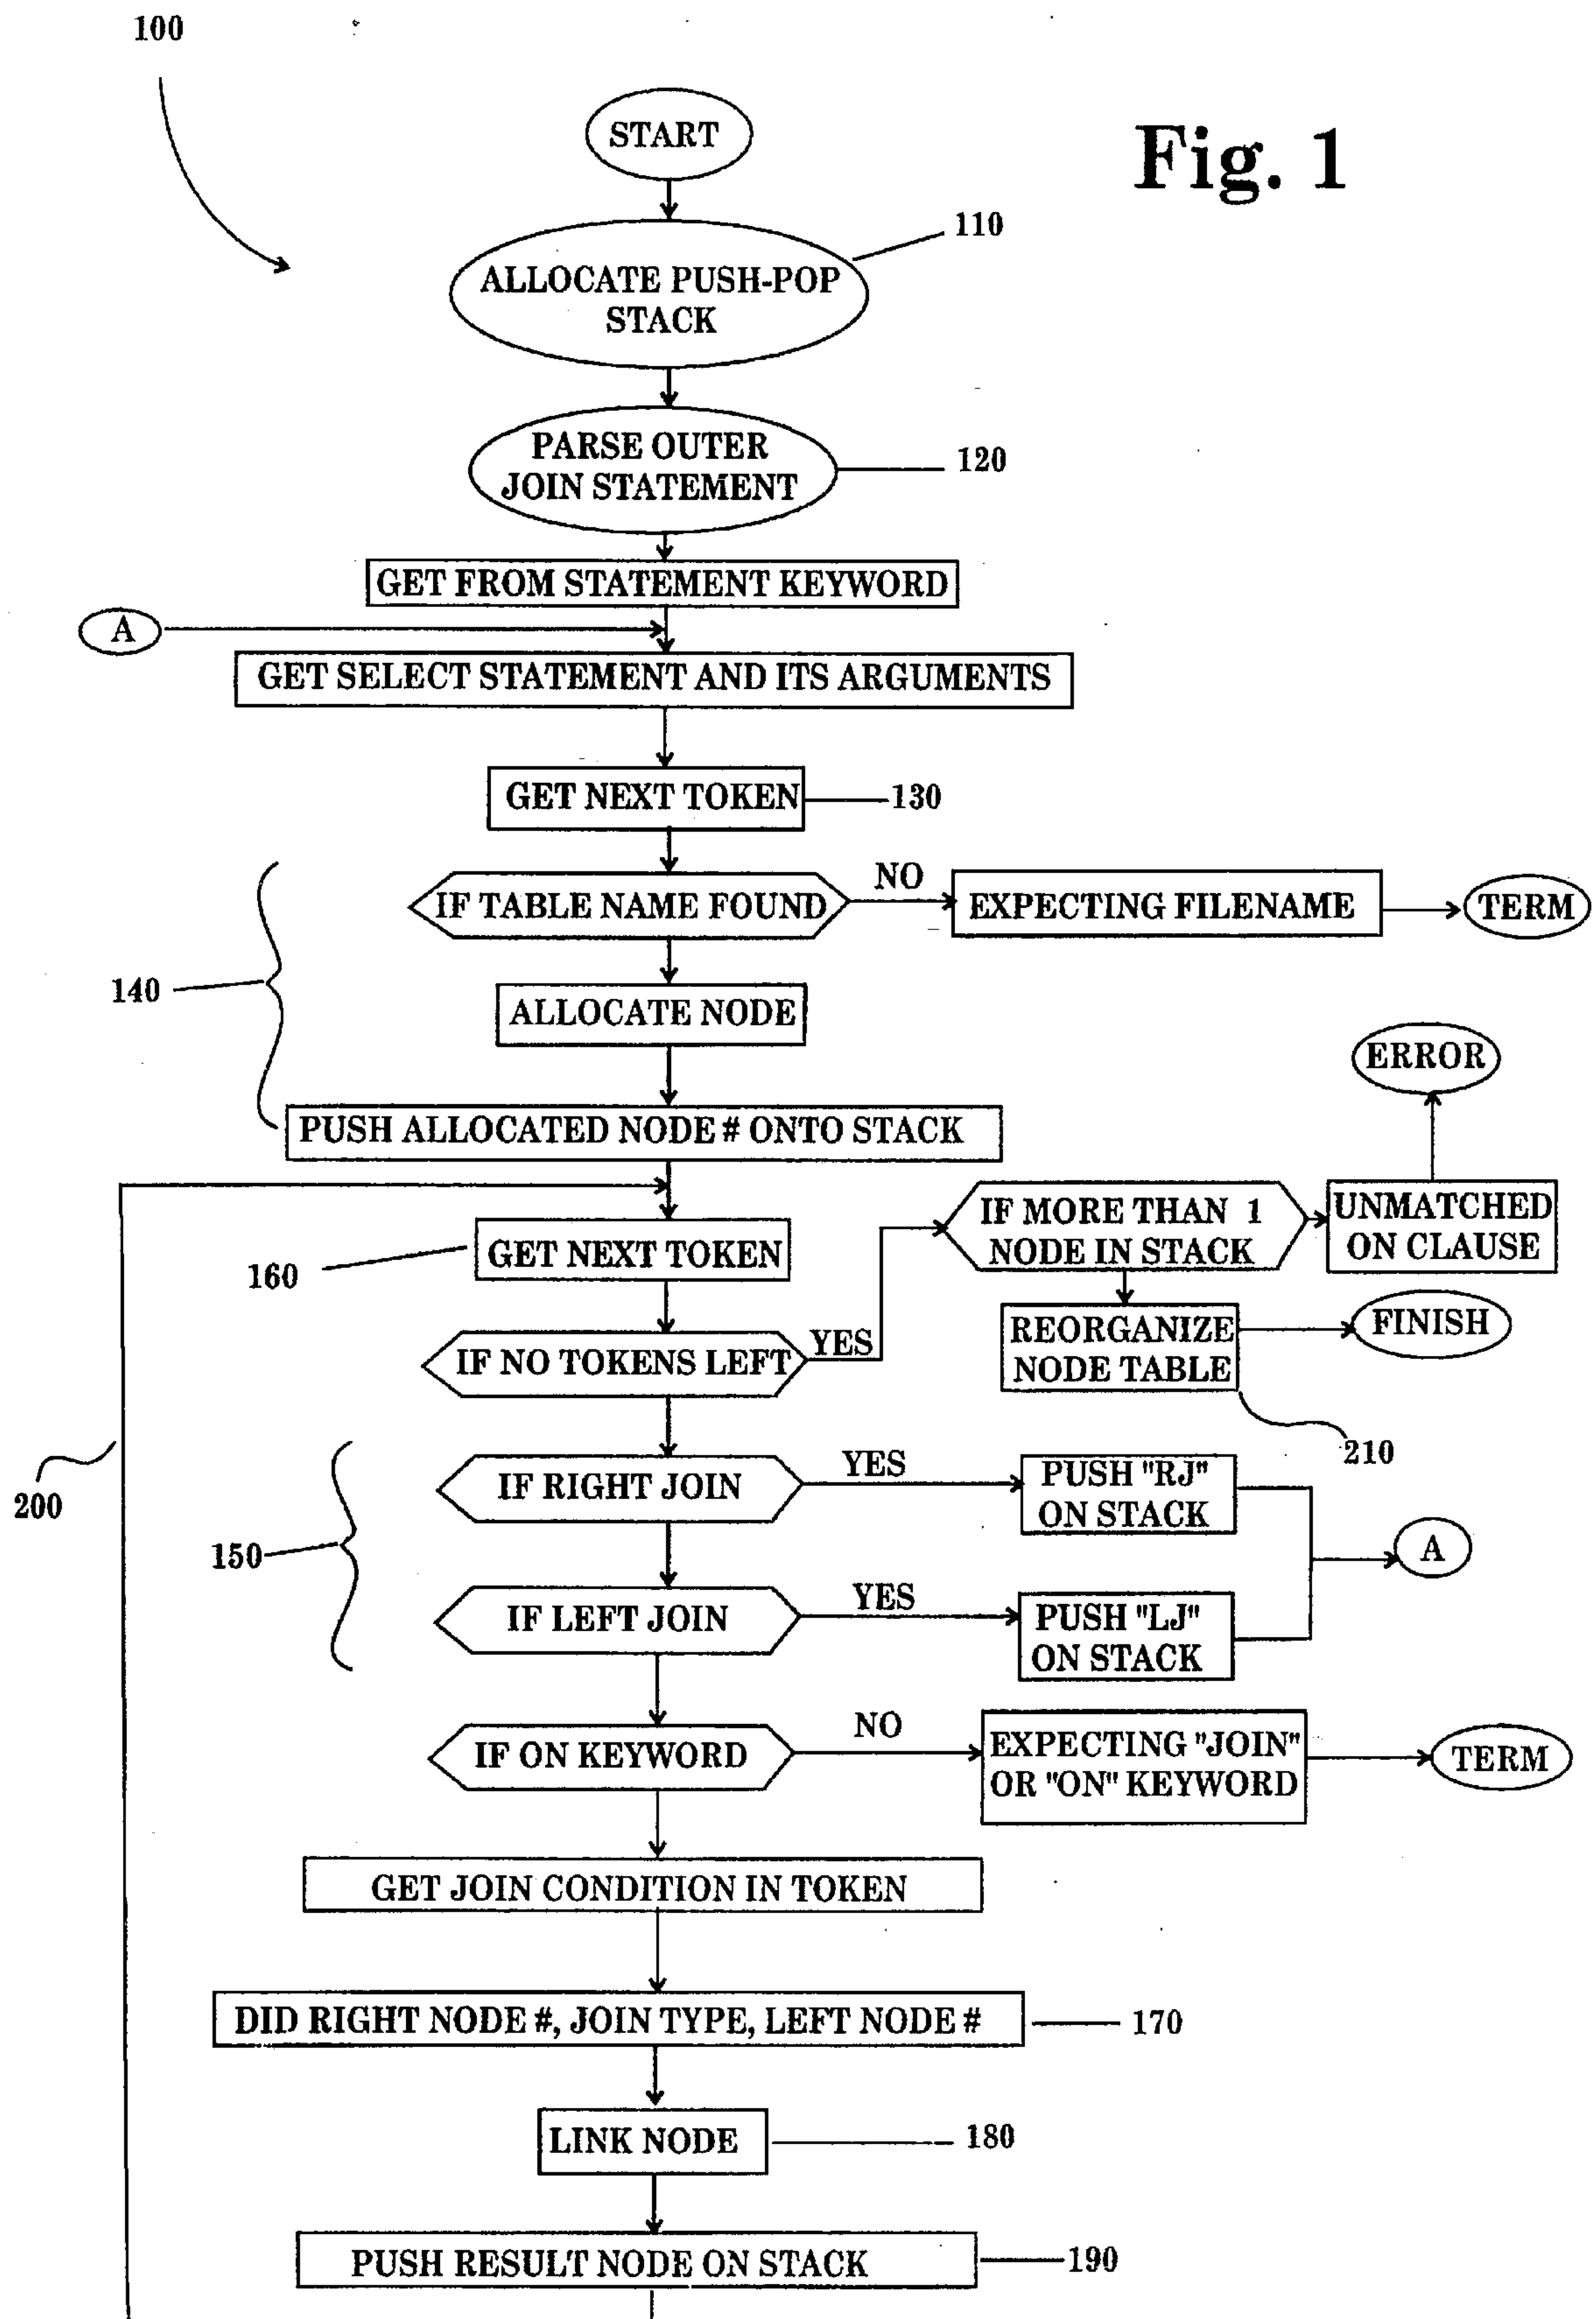 100
START
Fig. 1
110
ALLOCATE PUSH-POP
STACK
PARSE OUTER
JOIN STATEMENT
120
GET FROM STATEMENT KEYWORD
A
GET SELECT STATEMENT AND ITS ARGUMENTS
GET NEXT TOKEN
130
IF TABLE NAME FOUND
NO
EXPECTING FILENAME
TERM
140
ALLOCATE NODE
ERROR
PUSH ALLOCATED NODE # ONTO STACK
IF MORE THAN 1
NODE IN STACK
UNMATCHED
ON CLAUSE
GET NEXT TOKEN
160
REORGANIZE
NODE TABLE
FINISH
IF NO TOKENS LEFT
YES
210
200
150
IF RIGHT JOIN
YES
PUSH "RJ"
ON STACK
A
IF LEFT JOIN
YES
PUSH "LJ"
ON STACK
IF ON KEYWORD
NO
EXPECTING "JOIN"
OR "ON" KEYWORD
TERM
GET JOIN CONDITION IN TOKEN
DID RIGHT NODE #, JOIN TYPE, LEFT NODE #
170
LINK NODE
180
PUSH RESULT NODE ON STACK
190